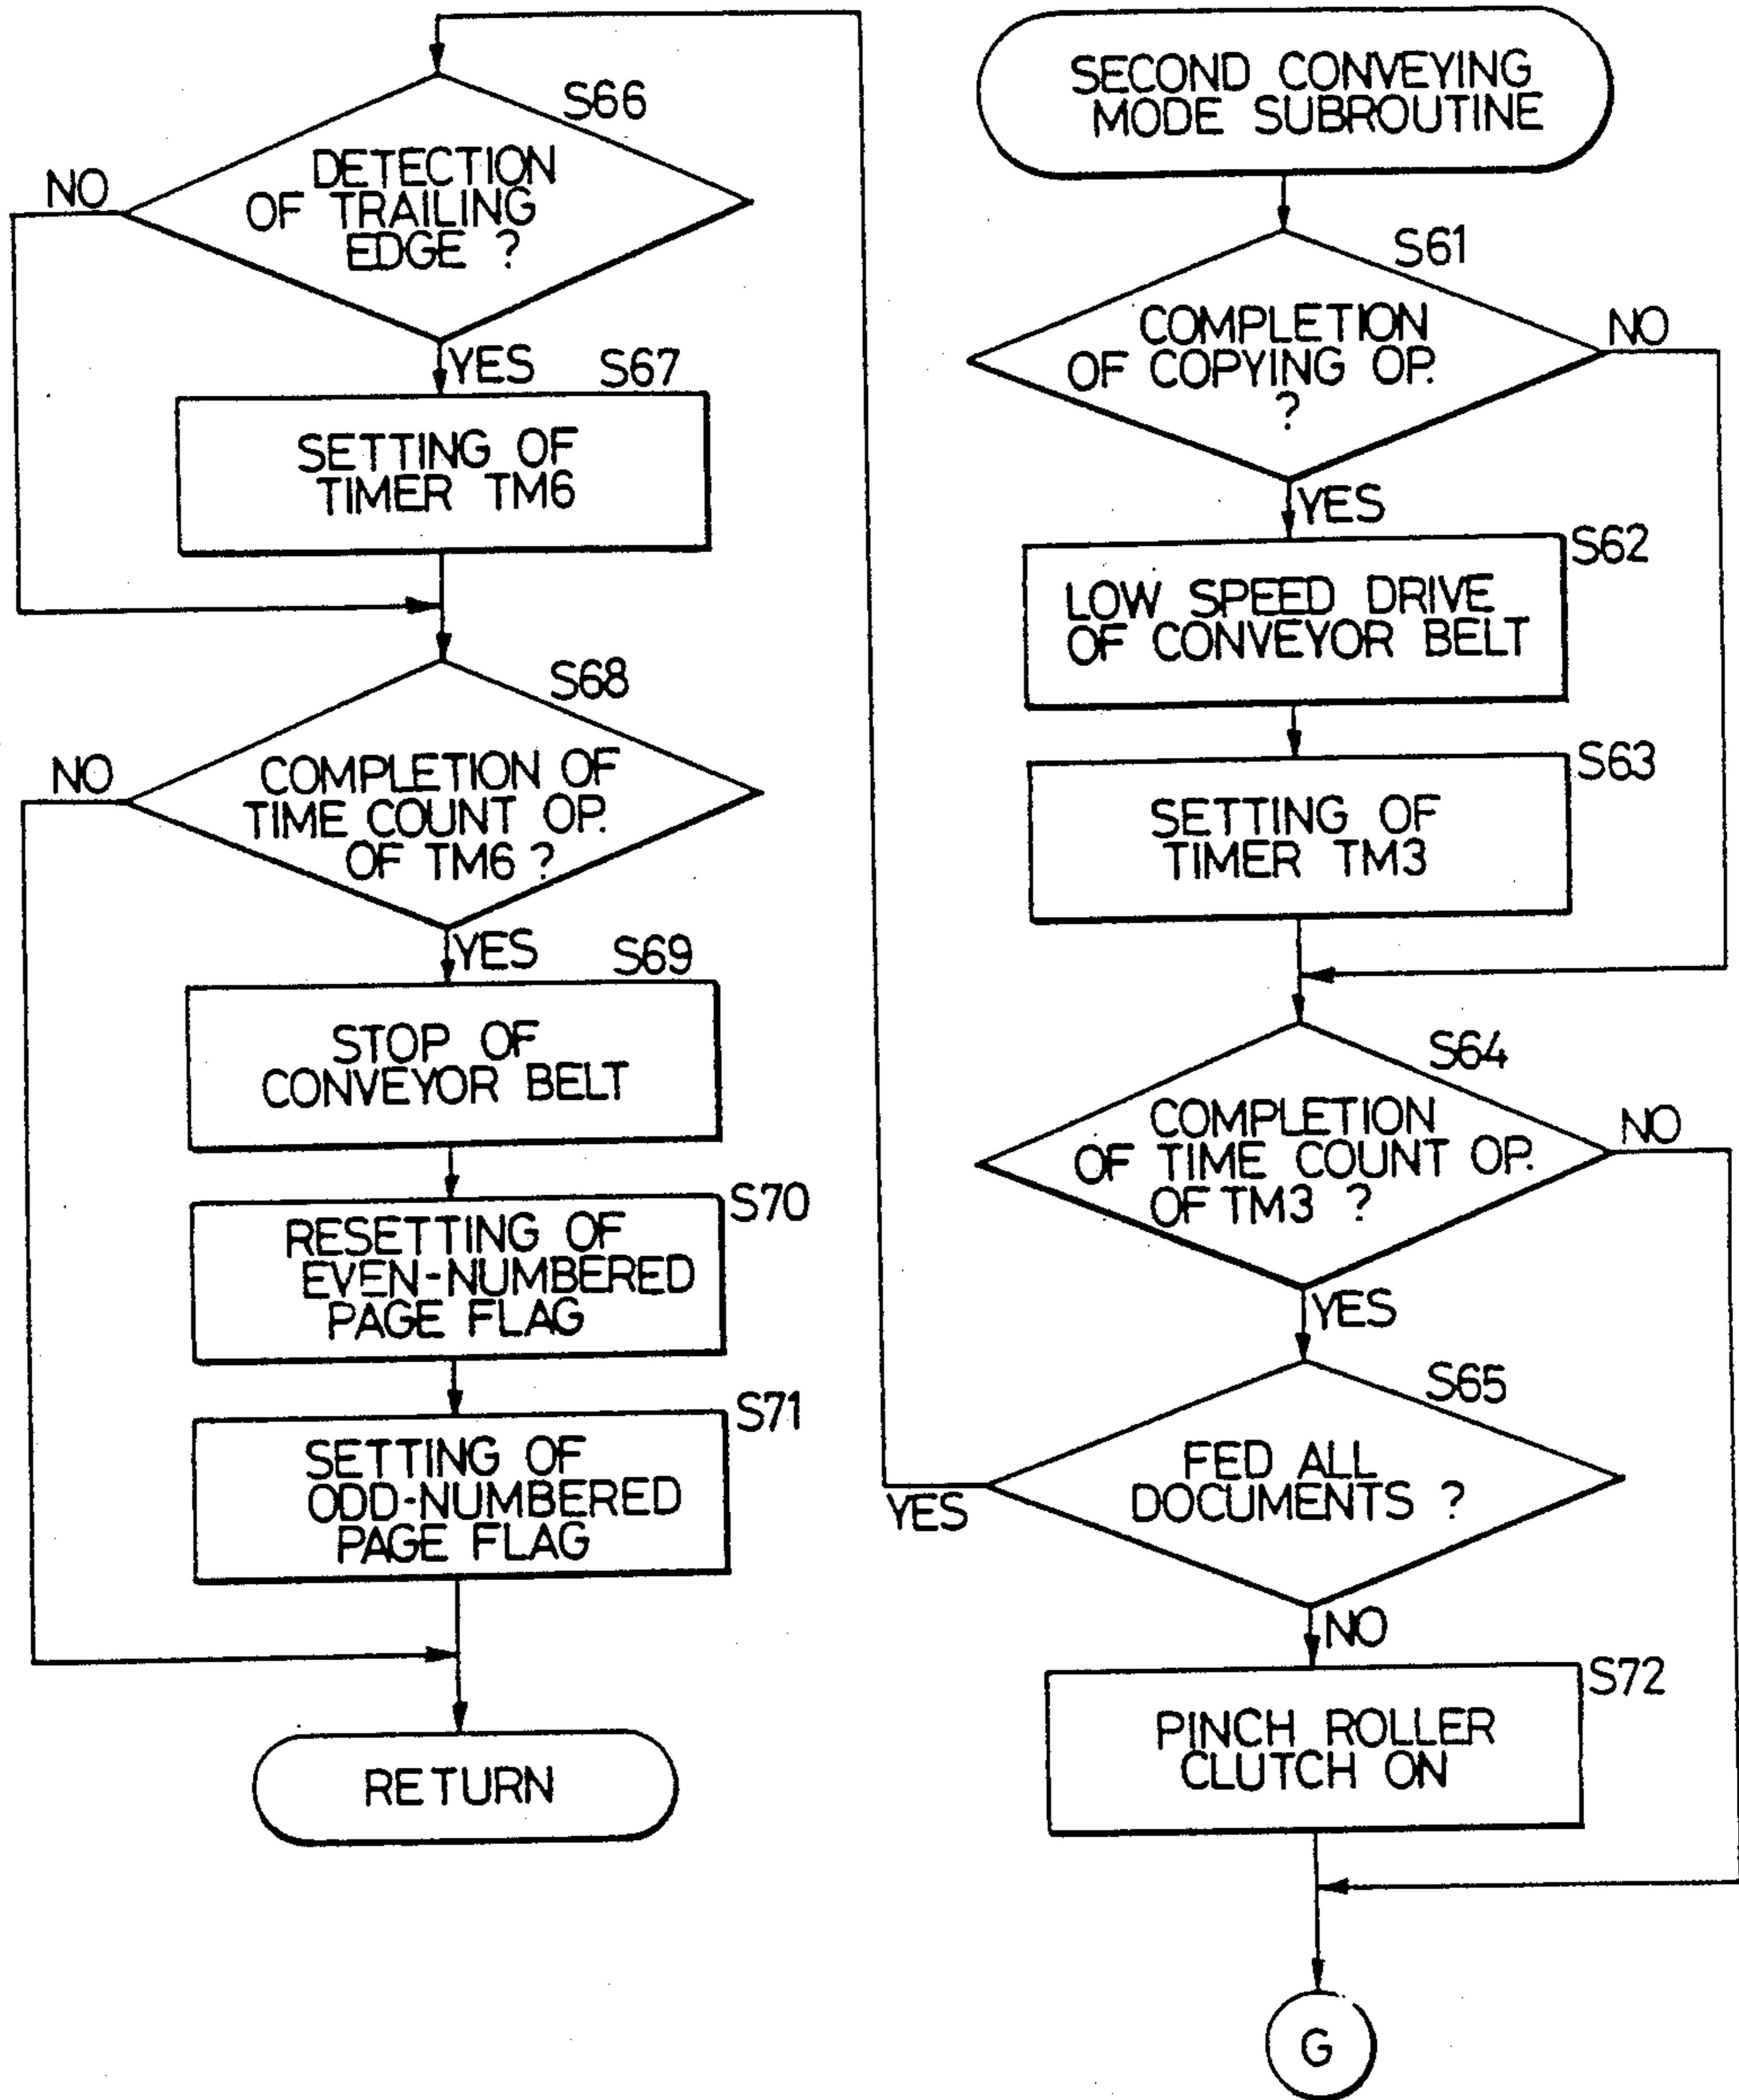 SECOND CONVEYING
MODE SUBROUTINE
S61
COMPLETION
OF COPYING OP.
?
NO
YES
S62
LOW SPEED DRIVE
OF CONVEYOR BELT
S63
SETTING OF
TIMER TM3
S64
COMPLETION
OF TIME COUNT OP.
OF TM3 ?
NO
YES
S65
FED ALL
DOCUMENTS ?
YES
NO
S72
PINCH ROLLER
CLUTCH ON
G
S66
DETECTION
OF TRAILING
EDGE ?
NO
YES
S67
SETTING OF
TIMER TM6
S68
COMPLETION OF
TIME COUNT OP.
OF TM6 ?
NO
YES
S69
STOP OF
CONVEYOR BELT
S70
RESETTING OF
EVEN-NUMBERED
PAGE FLAG
S71
SETTING OF
ODD-NUMBERED
PAGE FLAG
RETURN